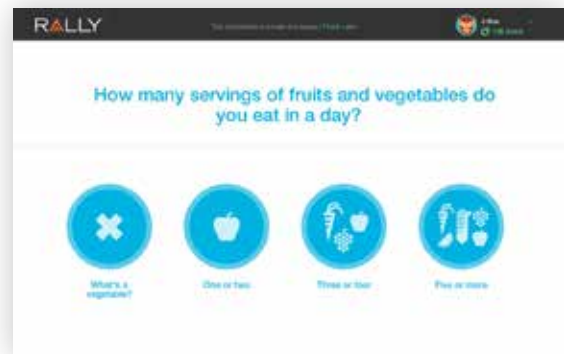 RALLY
How many servings of fruits and vegetables do
you eat in a day?
What's a
vegetable?
One or two
Three or four
Five or more